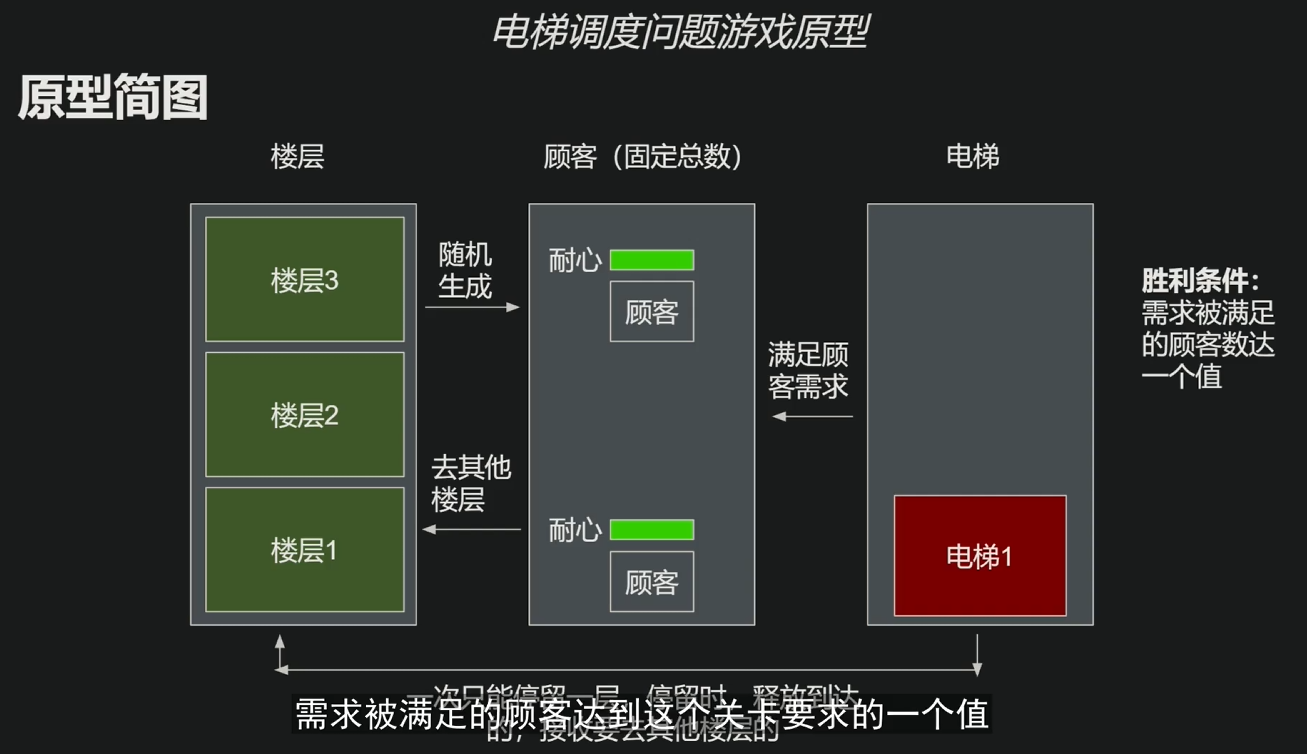 电梯调度问题游戏原型
原型简图
楼层
顾客（固定总数）
电梯
楼层3
楼层2
楼层1
随机
生成
去其他
楼层
耐心
顾客
耐心
顾客
满足顾
客需求
电梯1
胜利条件：
需求被满足
的顾客数达
一个值
一次只能停留一层，停留时，释放到达
的，接收要去其他楼层的
需求被满足的顾客达到这个关卡要求的一个值